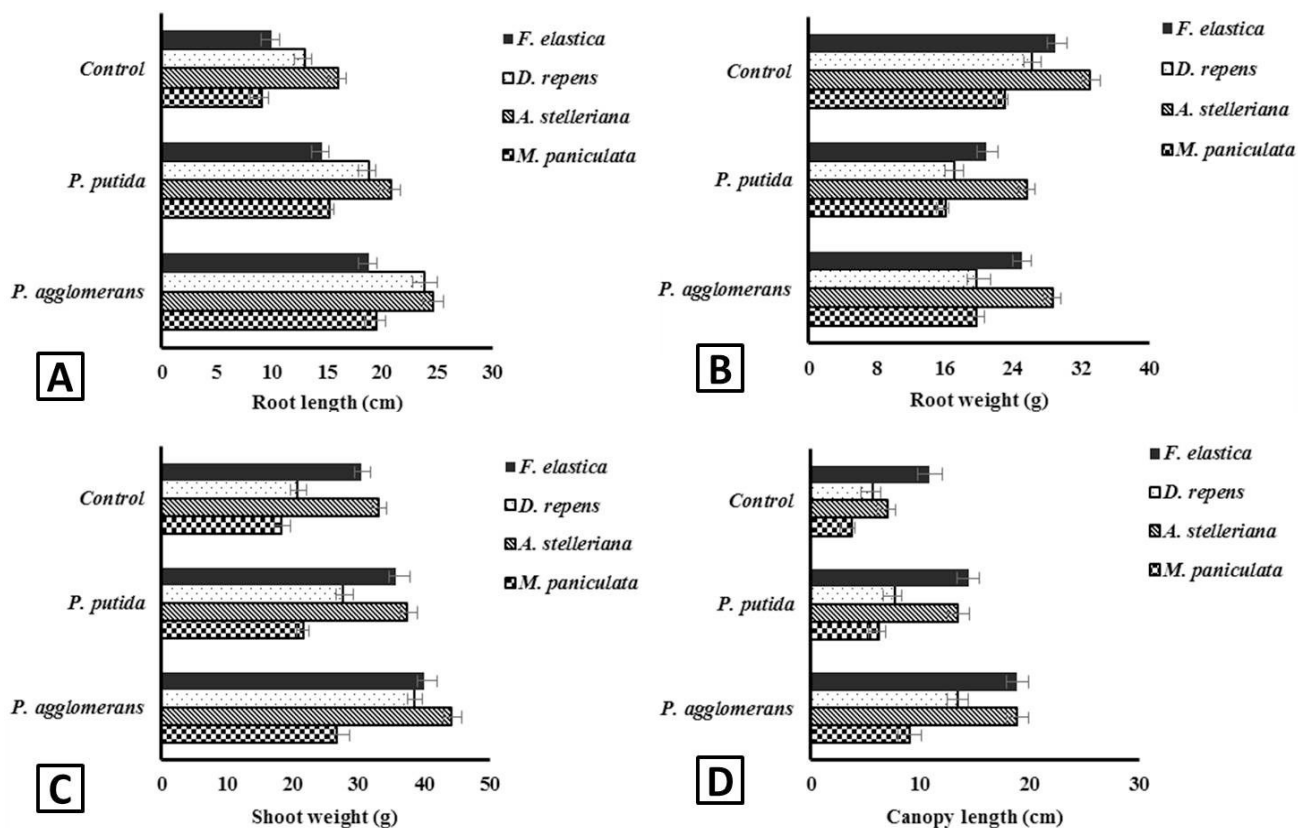 Control
P. putida
P. agglomerans
F. elastica
D. repens
A. stelleriana
M. paniculata
0 5 10 15 20 25 30
Root length (cm)
A
Control
P. putida
P. agglomerans
F. elastica
D. repens
A. stelleriana
M. paniculata
0 8 16 24 32 40
Root weight (g)
B
Control
P. putida
P. agglomerans
F. elastica
D. repens
A. stelleriana
M. paniculata
0 10 20 30 40 50
Shoot weight (g)
C
Control
P. putida
P. agglomerans
F. elastica
D. repens
A. stelleriana
M. paniculata
0 10 20 30
Canopy length (cm)
D